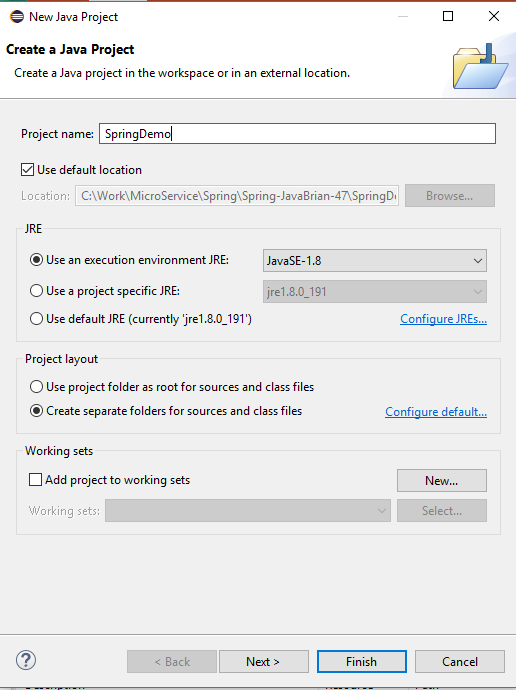 New Java Project
Create a Java Project
Create a Java project in the workspace or in an external location.
Project name: SpringDemo
Use default location
Location: C:\Work\MicroService\Spring\Spring-JavaBrian-47\SpringDe Browse...
JRE
Use an execution environment JRE: JavaSE-1.8
Use a project specific JRE: jre1.8.0_191
Use default JRE (currently 'jre1.8.0_191') Configure JREs...
Project layout
Use project folder as root for sources and class files
Create separate folders for sources and class files Configure default...
Working sets
Add project to working sets New...
Working sets: Select...
? < Back Next > Finish Cancel